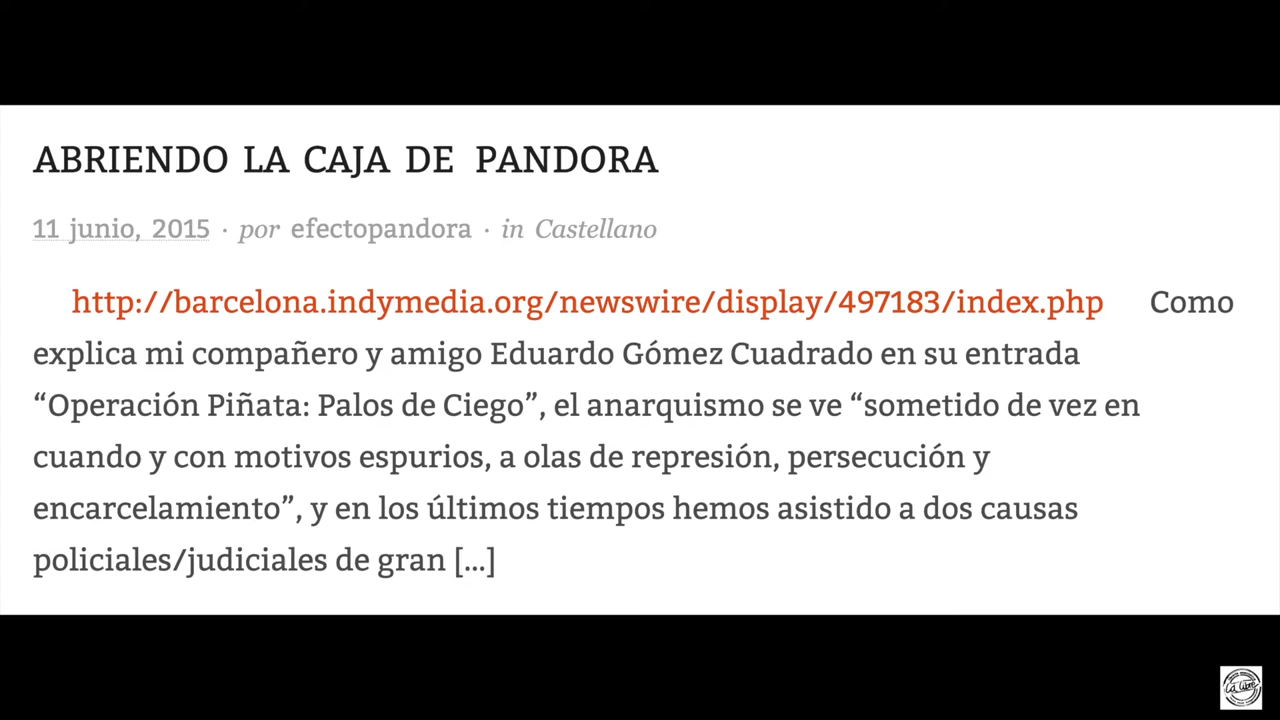 ABRIENDO LA CAJA DE PANDORA
11 junio, 2015 · por efectopandora · in Castellano
http://barcelona.indymedia.org/newswire/display/497183/index.php Como
explica mi compañero y amigo Eduardo Gómez Cuadrado en su entrada
“Operación Piñata: Palos de Ciego”, el anarquismo se ve “sometido de vez en
cuando y con motivos espurios, a olas de represión, persecución y
encarcelamiento”, y en los últimos tiempos hemos asistido a dos causas
policiales/judiciales de gran [...]